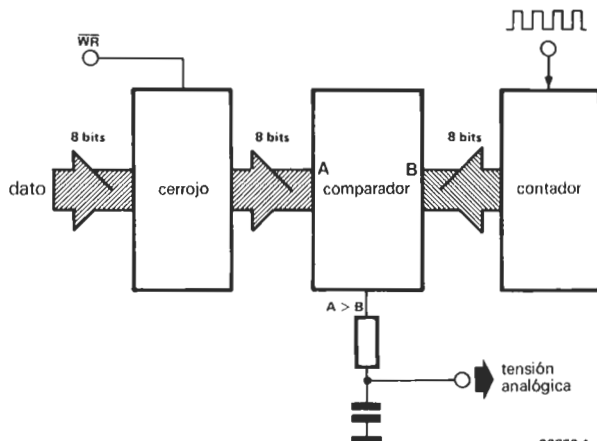 WR
8 bits
8 bits
8 bits
dato
cerrojo
A
comparador
B
contador
A > B
tensión
analógica